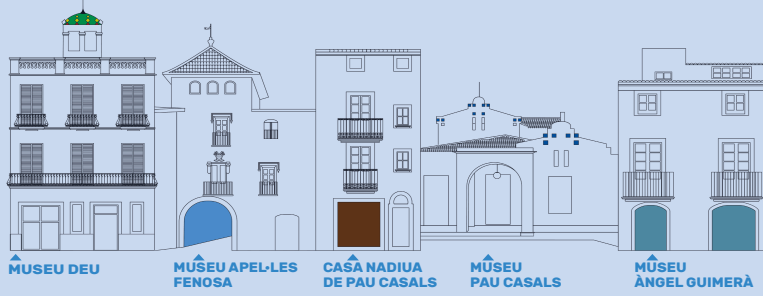 MUSEU DEU
MUSEU APEL·LES
FENOSA
CASA NADIUA
DE PAU CASALS
MUSEU
PAU CASALS
MUSEU
ÀNGEL GUIMERÀ